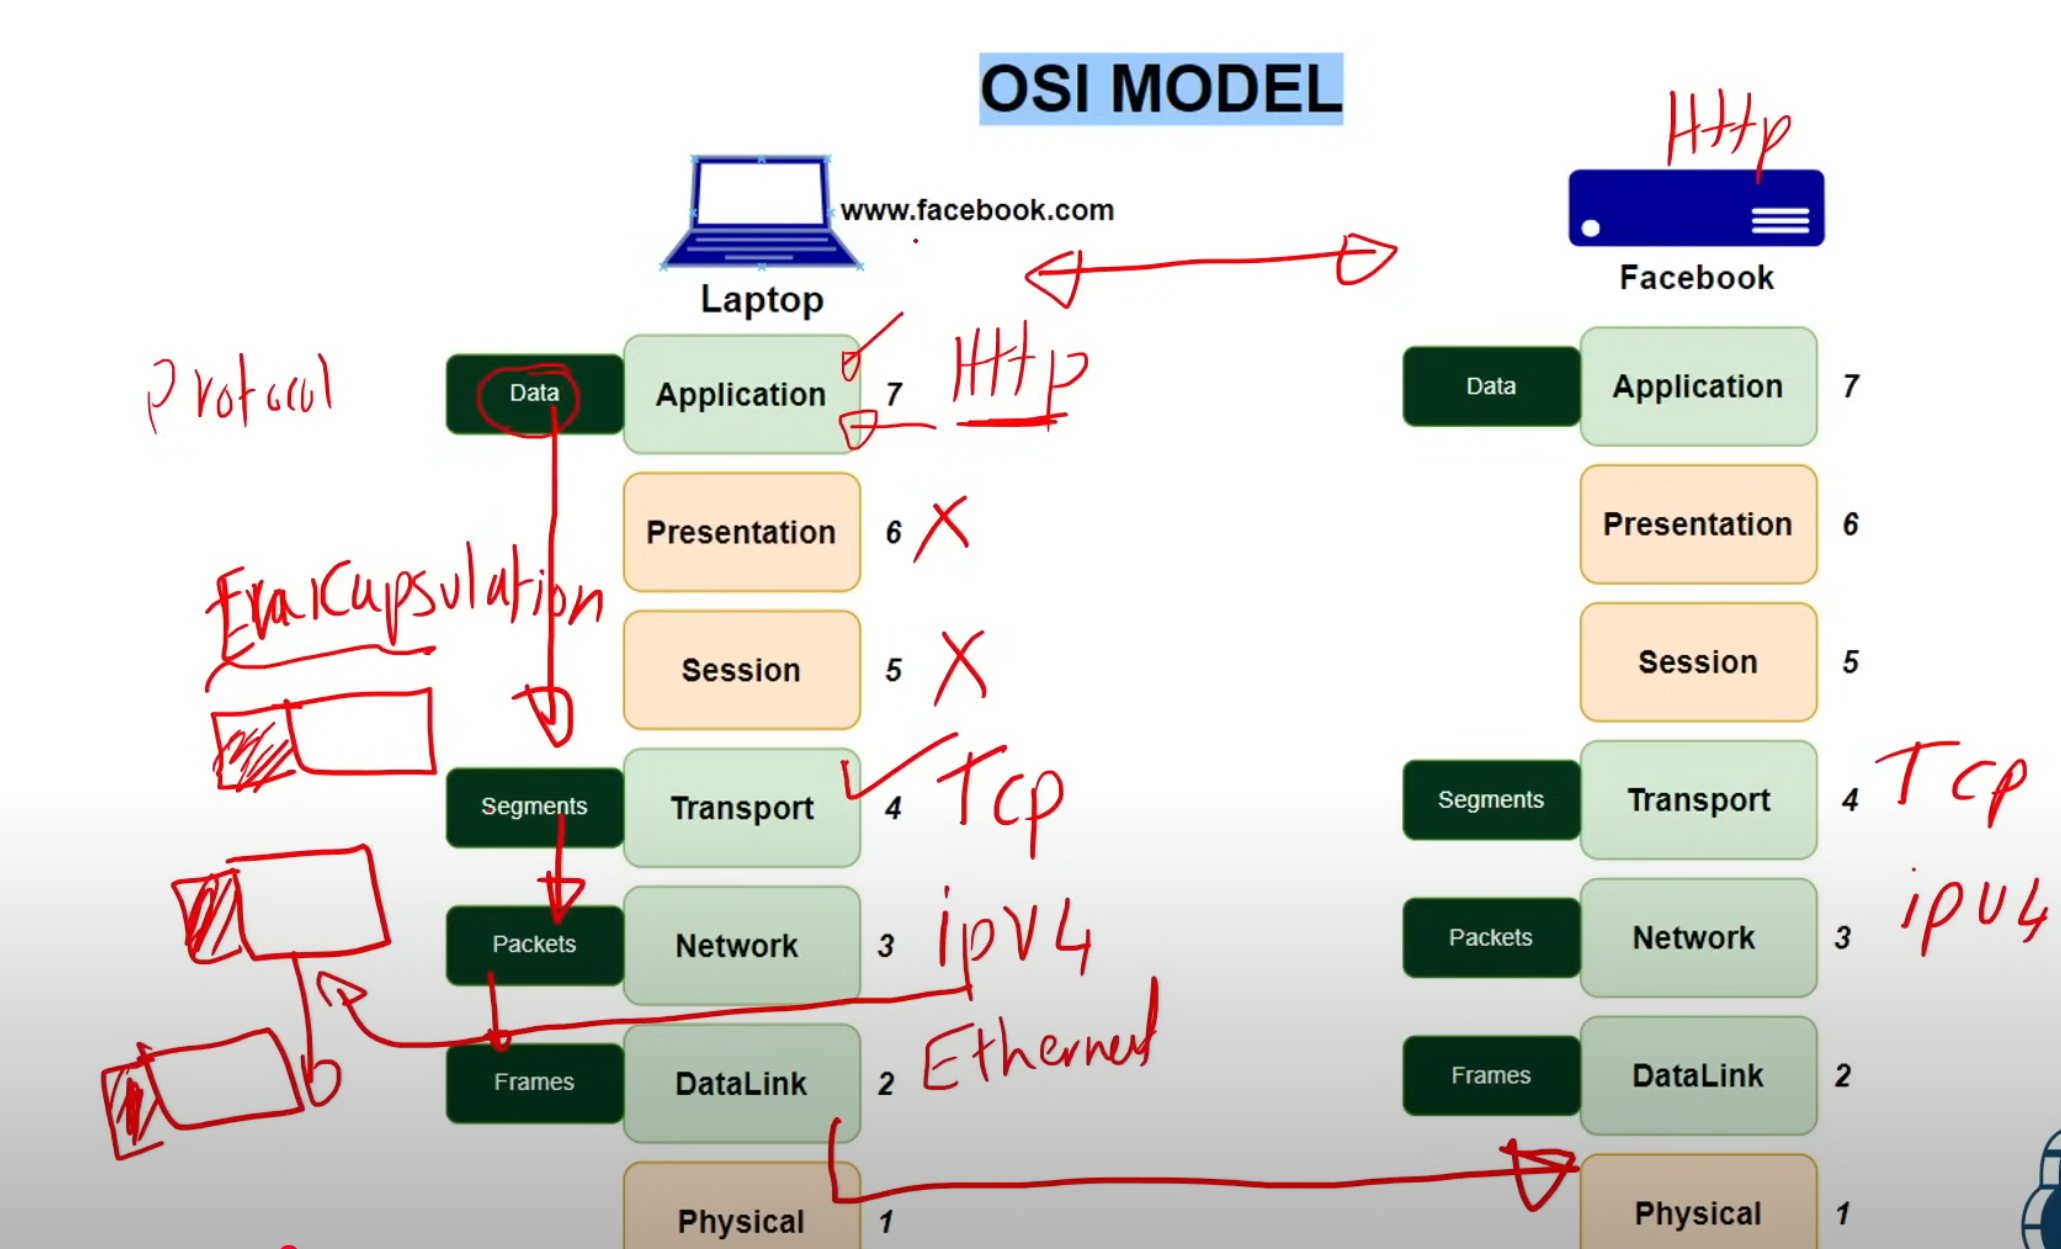 OSI MODEL
Http
www.facebook.com
Laptop
Facebook
Protocol
Data
Application
7
Http
Data
Application
7
Presentation
6
X
Presentation
6
Encapsulation
Session
5
X
Session
5
Segments
Transport
4
Tcp
Segments
Transport
4
Tcp
Packets
Network
3
ipv4
Packets
Network
3
ipv4
Frames
DataLink
2
Ethernet
Frames
DataLink
2
Physical
1
Physical
1